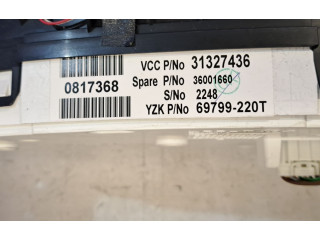 VCC P/No 31327436
0817368
Spare P/No 36001660
S/No 2248
YZK P/No 69799-220T